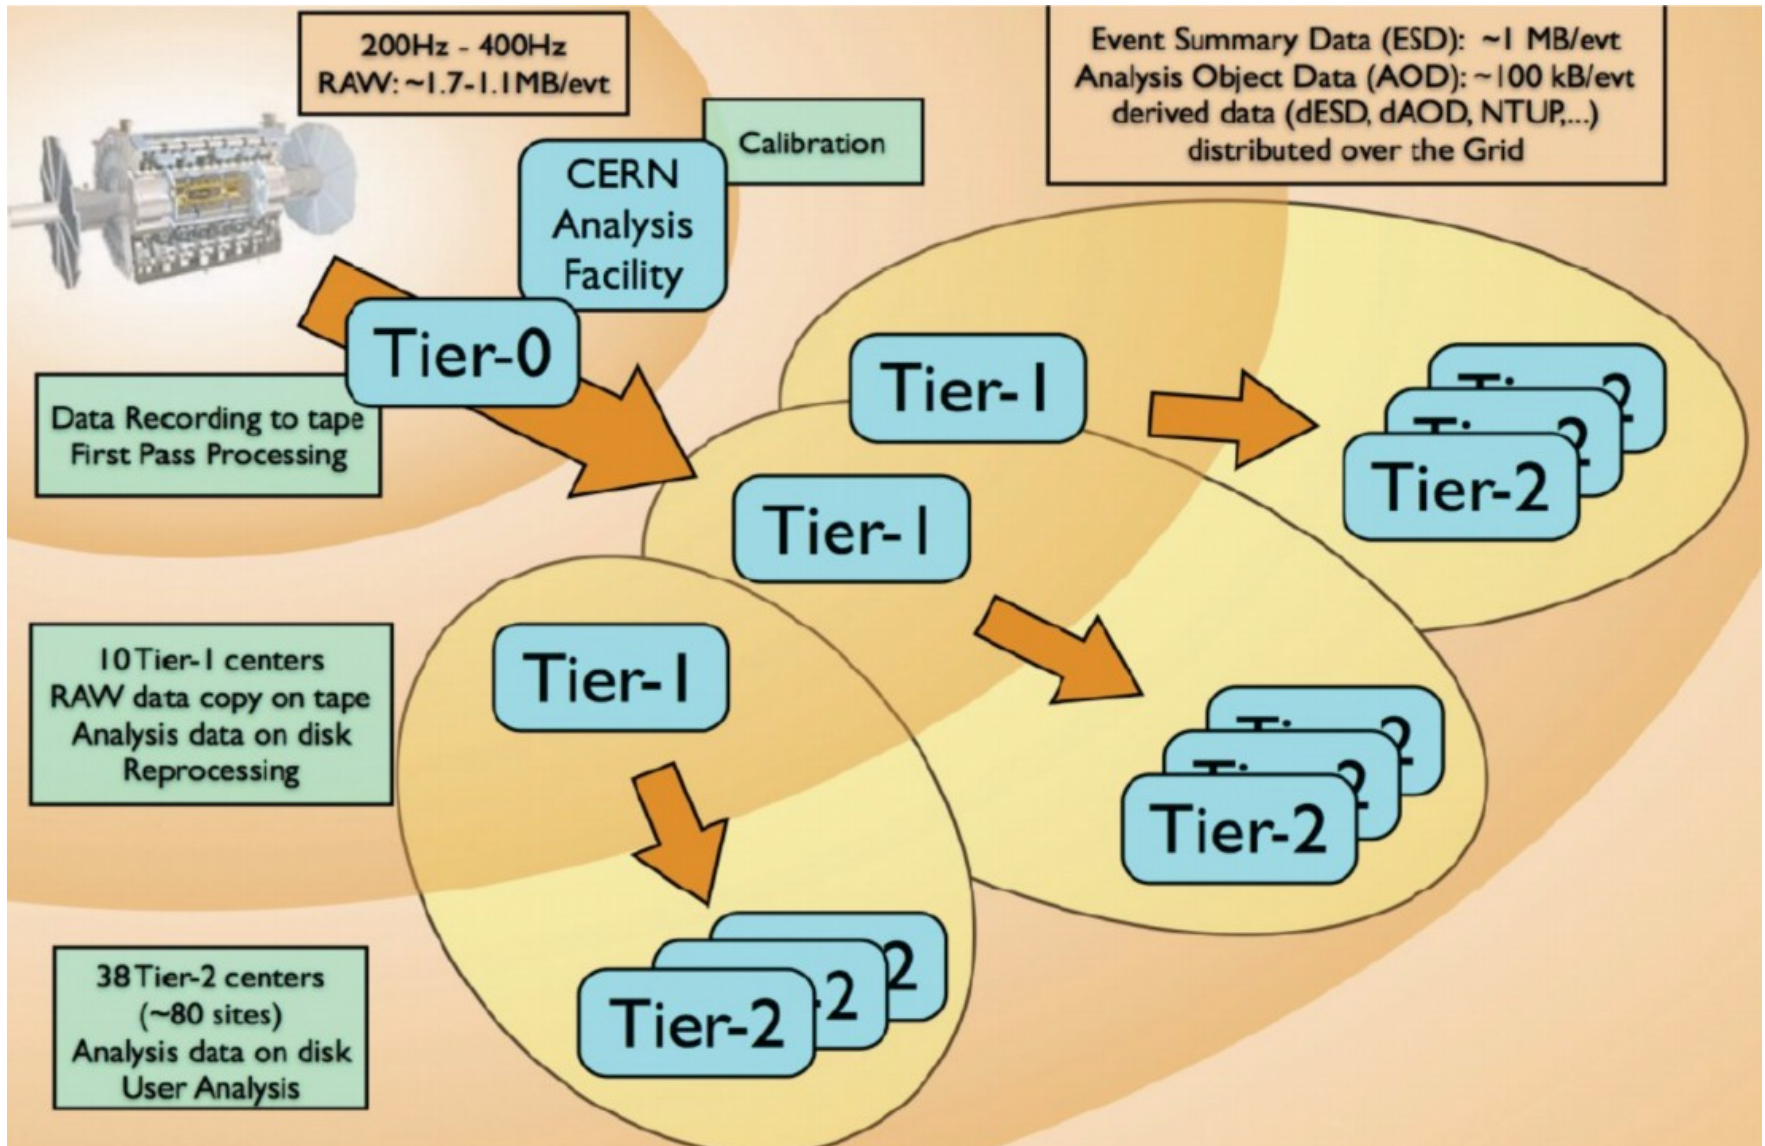 200Hz - 400Hz
RAW: ~1.7-1.1MB/evt
Event Summary Data (ESD): ~1 MB/evt
Analysis Object Data (AOD): ~100 kB/evt
derived data (dESD, dAOD, NTUP,...)
distributed over the Grid
Calibration
CERN
Analysis
Facility
Tier-0
Data Recording to tape
First Pass Processing
Tier-1
Tier-2
Tier-1
10 Tier-1 centers
RAW data copy on tape
Analysis data on disk
Reprocessing
Tier-1
Tier-2
38 Tier-2 centers
(~80 sites)
Analysis data on disk
User Analysis
Tier-2